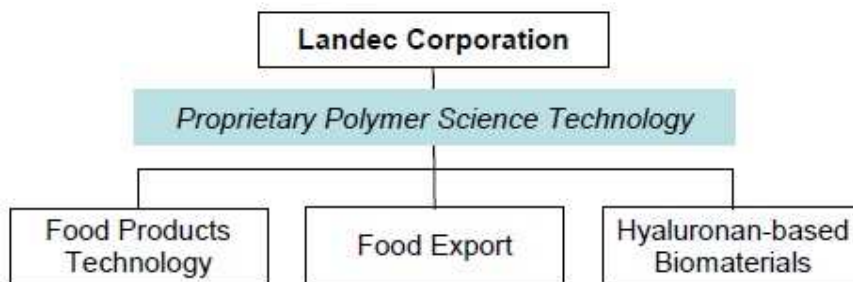 Landec Corporation
Proprietary Polymer Science Technology
Food Products
Technology
Food Export
Hyaluronan-based
Biomaterials